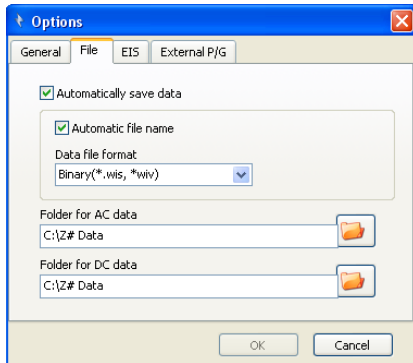 Options
General File EIS External P/G
Automatically save data
Automatic file name
Data file format
Binary(*.wis, *wiv)
Folder for AC data
C:\Z# Data
Folder for DC data
C:\Z# Data
OK Cancel